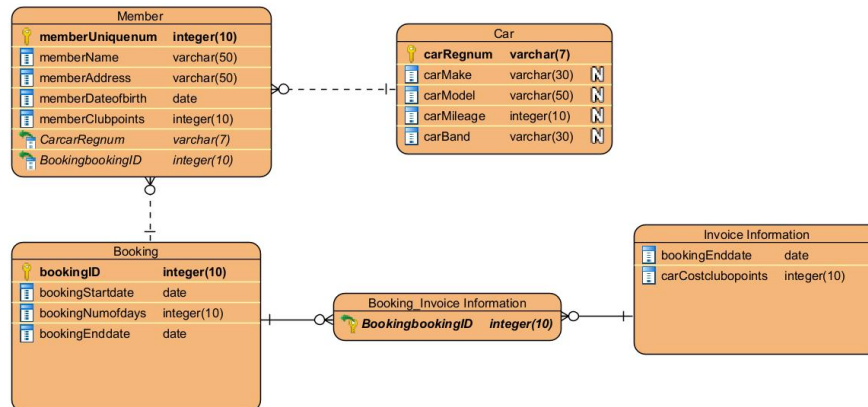 Member
memberUniquenum integer(10)
memberName varchar(50)
memberAddress varchar(50)
memberDateofbirth date
memberClubpoints integer(10)
CarcarRegnum varchar(7)
BookingbookingID integer(10)
Car
carRegnum varchar(7)
carMake varchar(30) N
carModel varchar(50) N
carMileage integer(10) N
carBand varchar(30) N
Booking
bookingID integer(10)
bookingStartdate date
bookingNumofdays integer(10)
bookingEnddate date
Booking_Invoice Information
BookingbookingID integer(10)
Invoice Information
bookingEnddate date
carCostclubopoints integer(10)